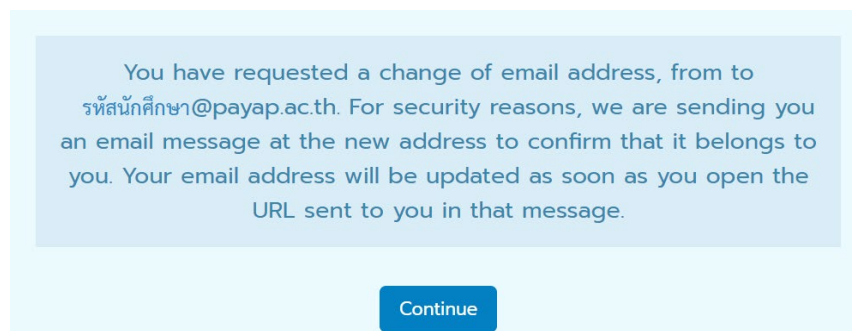 You have requested a change of email address, from to
รหัสนักศึกษา@payap.ac.th. For security reasons, we are sending you
an email message at the new address to confirm that it belongs to
you. Your email address will be updated as soon as you open the
URL sent to you in that message.
Continue